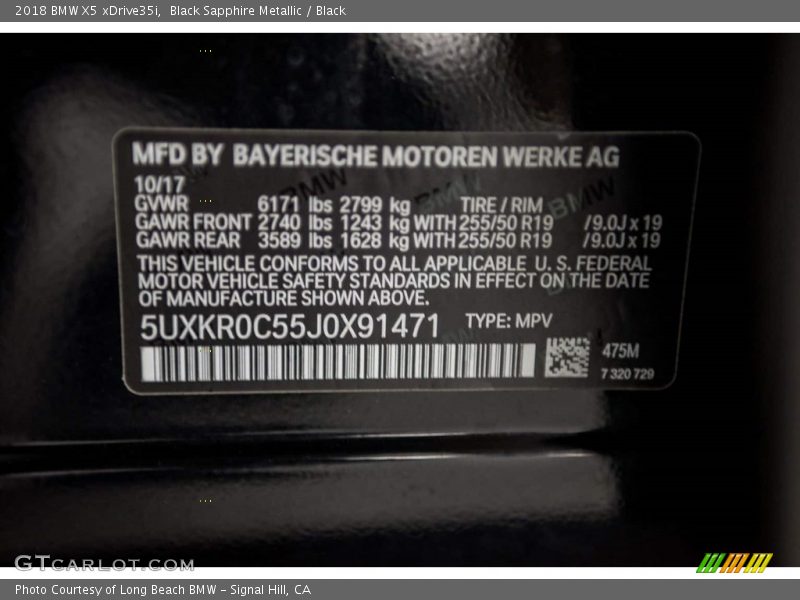 2018 BMW X5 xDrive35i, Black Sapphire Metallic / Black
MFD BY BAYERISCHE MOTOREN WERKE AG
10/17
GVWR 6171 lbs 2799 kg TIRE / RIM
GAWR FRONT 2740 lbs 1243 kg WITH 255/50 R19 /9.0J x 19
GAWR REAR 3589 lbs 1628 kg WITH 255/50 R19 /9.0J x 19
THIS VEHICLE CONFORMS TO ALL APPLICABLE U.S. FEDERAL
MOTOR VEHICLE SAFETY STANDARDS IN EFFECT ON THE DATE
OF MANUFACTURE SHOWN ABOVE.
5UXKR0C55J0X91471 TYPE: MPV
475M
7 320 729
GTCARLOT.COM
Photo Courtesy of Long Beach BMW - Signal Hill, CA